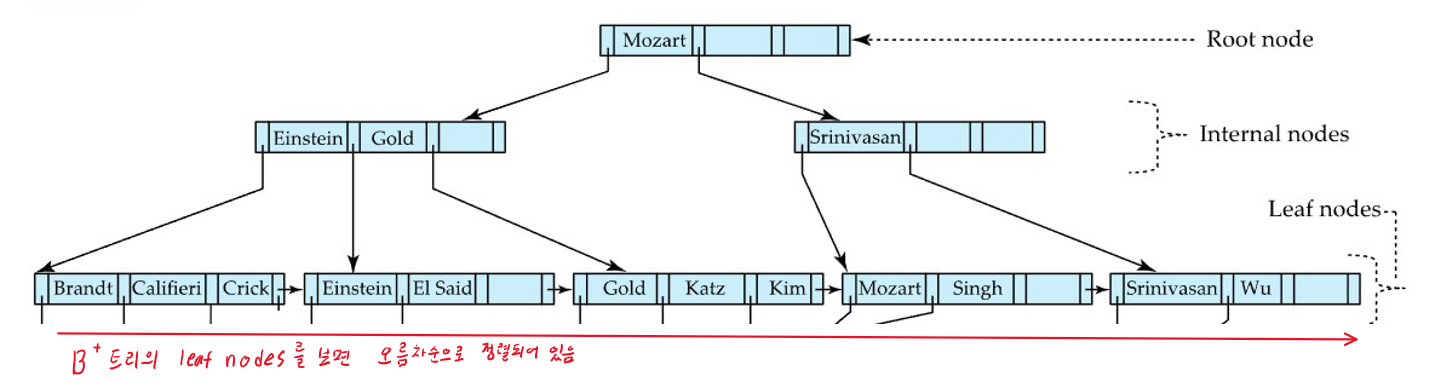 Mozart
Root node
Einstein Gold
Srinivasan
Internal nodes
Leaf nodes
Brandt Califieri Crick Einstein El Said Gold Katz Kim Mozart Singh Srinivasan Wu
B+ 트리의 leaf nodes를 보면 오름차순으로 정렬되어 있음